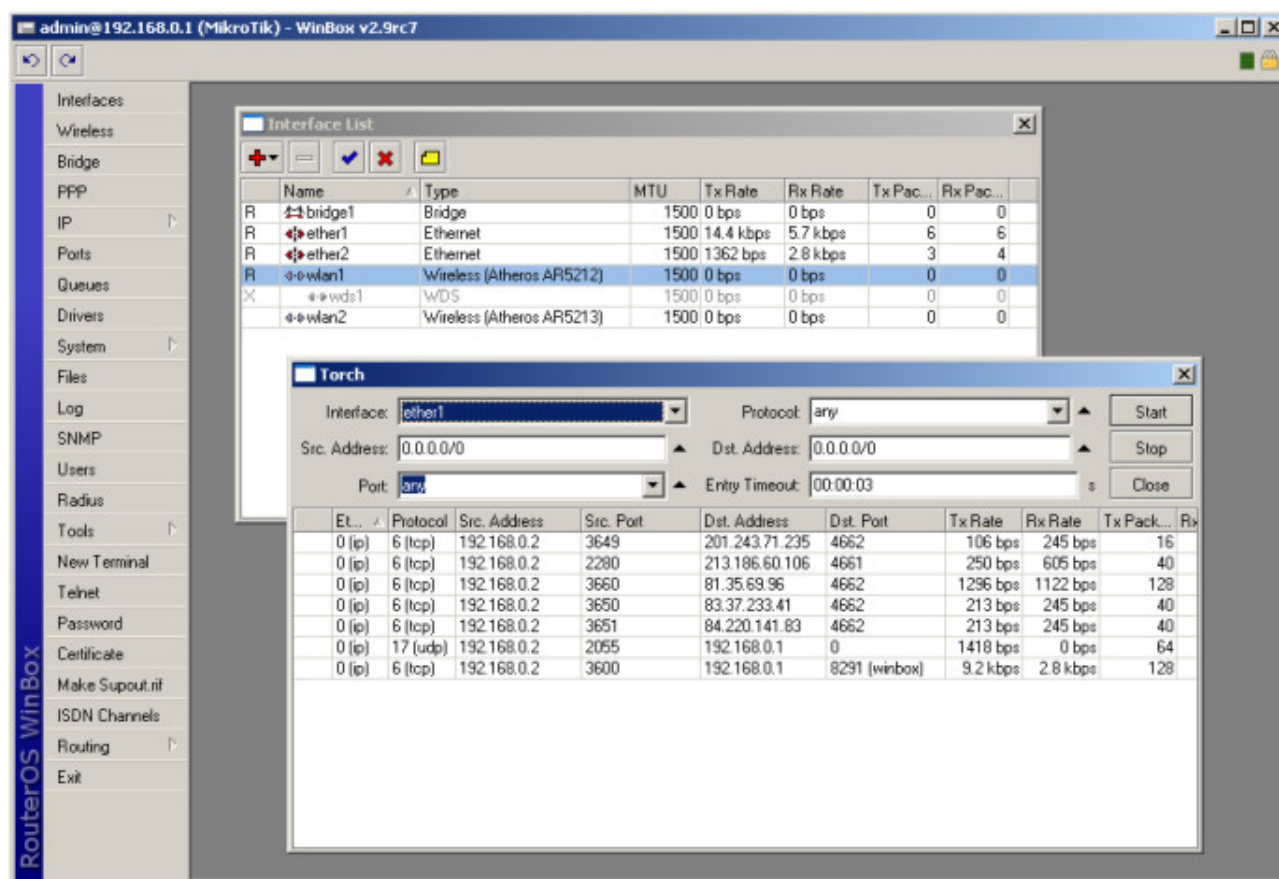 admin@192.168.0.1 (MikroTik) - WinBox v2.9rc7
RouterOS WinBox
Interfaces
Wireless
Bridge
PPP
IP
Ports
Queues
Drivers
System
Files
Log
SNMP
Users
Radius
Tools
New Terminal
Telnet
Password
Certificate
Make Supout.rif
ISDN Channels
Routing
Exit
Interface List
Name Type MTU Tx Rate Rx Rate Tx Pac... Rx Pac...
R bridge1 Bridge 1500 0 bps 0 bps 0 0
R ether1 Ethernet 1500 14.4 kbps 5.7 kbps 6 6
R ether2 Ethernet 1500 1362 bps 2.8 kbps 3 4
R wlan1 Wireless (Atheros AR5212) 1500 0 bps 0 bps 0 0
X wds1 WDS 1500 0 bps 0 bps 0 0
wlan2 Wireless (Atheros AR5213) 1500 0 bps 0 bps 0 0
Torch
Interface: ether1 Protocol: any Start
Src. Address: 0.0.0.0/0 Dst. Address: 0.0.0.0/0 Stop
Port: any Entry Timeout: 00:00:03 s Close
Et... Protocol Src. Address Src. Port Dst. Address Dst. Port Tx Rate Rx Rate Tx Pack... Rx
0 (ip) 6 (tcp) 192.168.0.2 3649 201.243.71.235 4662 106 bps 245 bps 16
0 (ip) 6 (tcp) 192.168.0.2 2280 213.186.60.106 4661 250 bps 605 bps 40
0 (ip) 6 (tcp) 192.168.0.2 3660 81.35.69.96 4662 1296 bps 1122 bps 128
0 (ip) 6 (tcp) 192.168.0.2 3650 83.37.233.41 4662 213 bps 245 bps 40
0 (ip) 6 (tcp) 192.168.0.2 3651 84.220.141.83 4662 213 bps 245 bps 40
0 (ip) 17 (udp) 192.168.0.2 2055 192.168.0.1 0 1418 bps 0 bps 64
0 (ip) 6 (tcp) 192.168.0.2 3600 192.168.0.1 8291 (winbox) 9.2 kbps 2.8 kbps 128